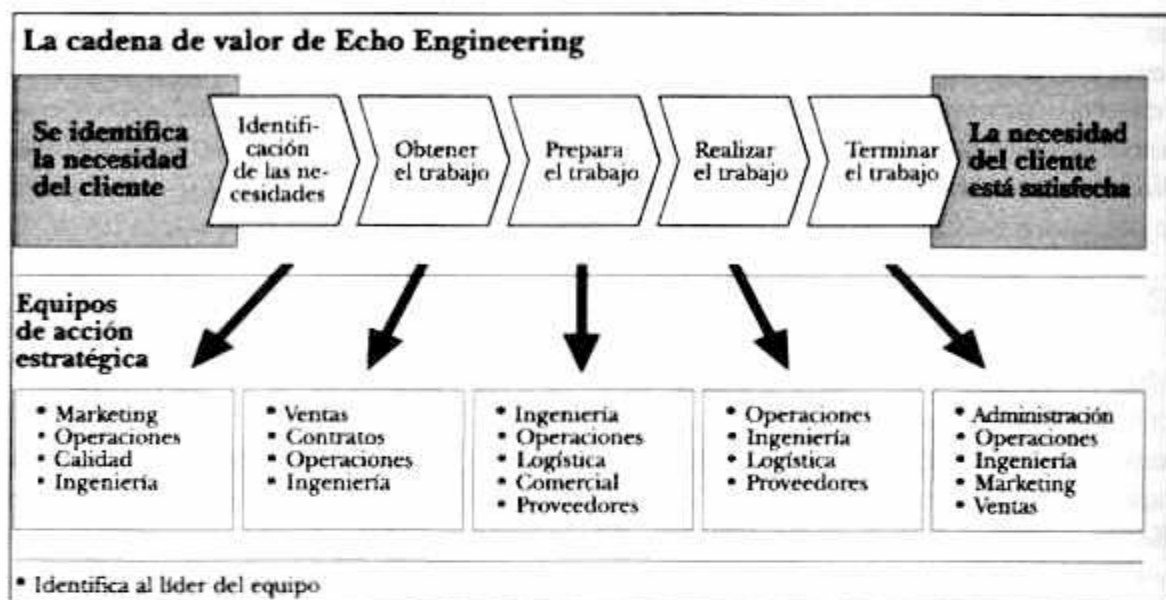 La cadena de valor de Echo Engineering
Se identifica
la necesidad
del cliente
Identifi-
cación
de las ne-
cesidades
Obtener
el trabajo
Prepara
el trabajo
Realizar
el trabajo
Terminar
el trabajo
La necesidad
del cliente
está satisfecha
Equipos
de acción
estratégica
* Marketing
• Operaciones
• Calidad
• Ingeniería
* Ventas
• Contratos
• Operaciones
• Ingeniería
* Ingeniería
• Operaciones
• Logística
• Comercial
• Proveedores
* Operaciones
• Ingeniería
• Logística
• Proveedores
* Administración
• Operaciones
• Ingeniería
• Marketing
• Ventas
* Identifica al líder del equipo